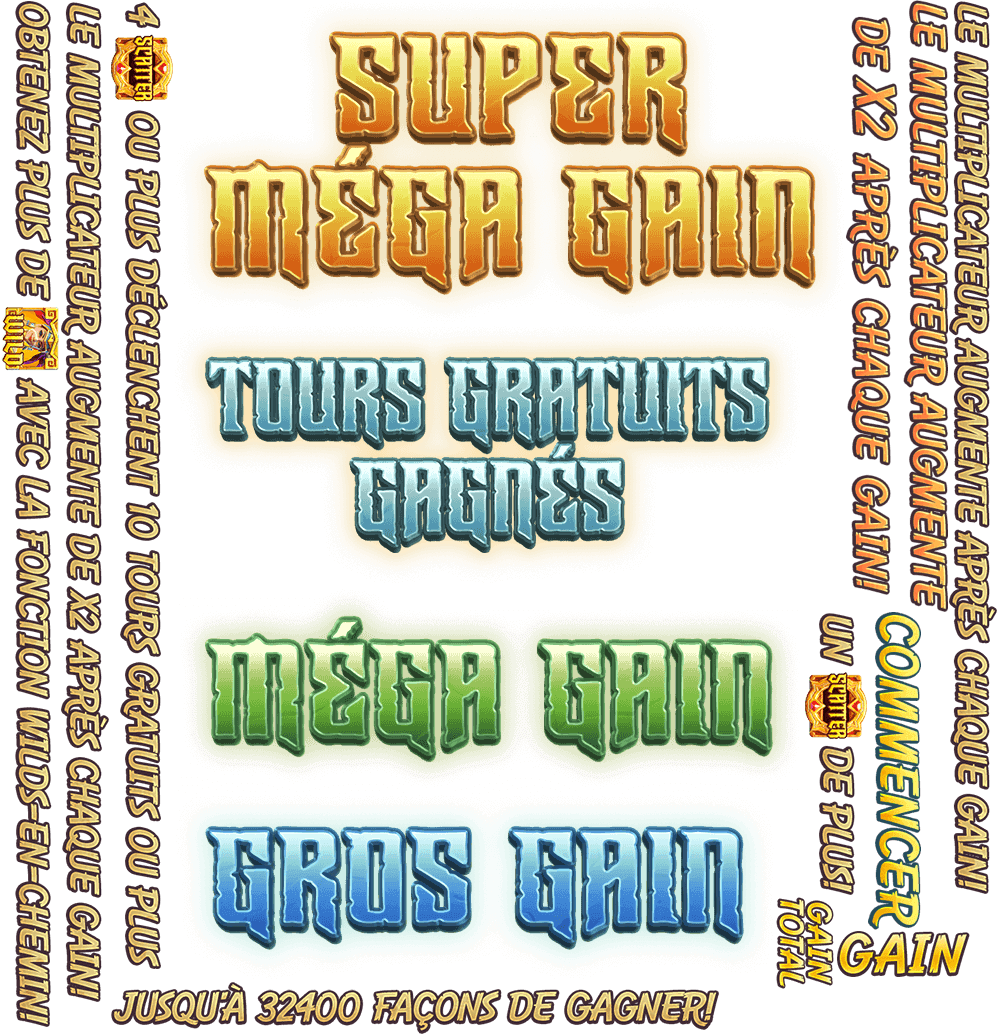 SUPER
MÉGA GAIN
TOURS GRATUITS
GAGNÉS
MÉGA GAIN
GROS GAIN
JUSQU'À 32400 FAÇONS DE GAGNER!
OBTENEZ PLUS DE WILD AVEC LA FONCTION WILDS-EN-CHEMIN!
LE MULTIPLICATEUR AUGMENTE DE X2 APRÈS CHAQUE GAIN!
4 SCATTER OU PLUS DÉCLENCHENT 10 TOURS GRATUITS OU PLUS
LE MULTIPLICATEUR AUGMENTE APRÈS CHAQUE GAIN!
LE MULTIPLICATEUR AUGMENTE
DE X2 APRÈS CHAQUE GAIN!
COMMENCER
UN SCATTER DE PLUS!
GAIN
TOTAL
GAIN